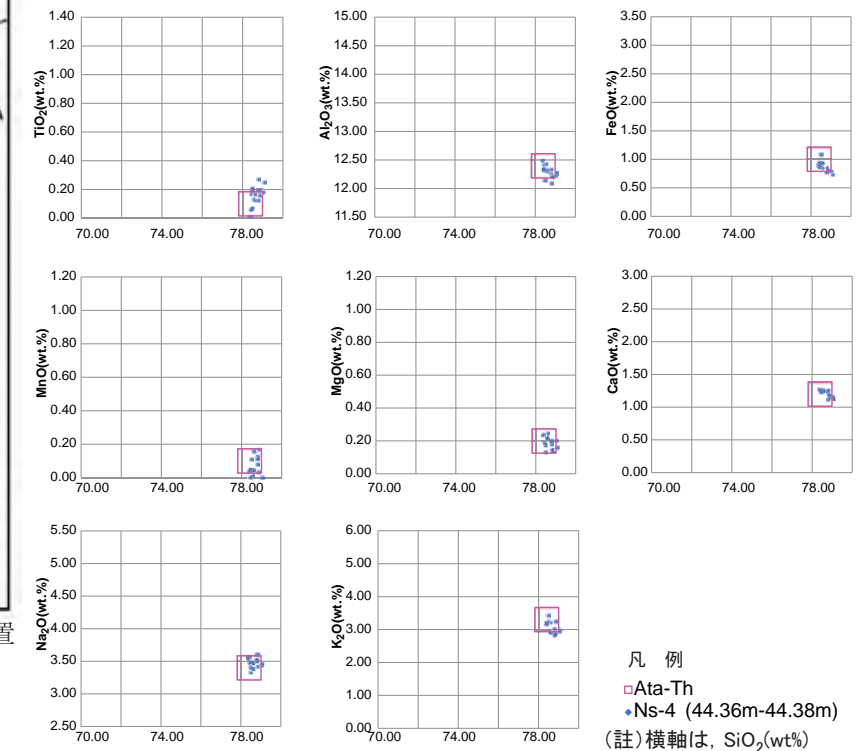 1.40
1.20
1.00
0.80
0.60
0.40
0.20
0.00
TiO₂(wt.%)
70.00 74.00 78.00
15.00
14.50
14.00
13.50
13.00
12.50
12.00
11.50
Al₂O₃(wt.%)
70.00 74.00 78.00
3.50
3.00
2.50
2.00
1.50
1.00
0.50
0.00
FeO(wt.%)
70.00 74.00 78.00
1.20
1.00
0.80
0.60
0.40
0.20
0.00
MnO(wt.%)
70.00 74.00 78.00
1.20
1.00
0.80
0.60
0.40
0.20
0.00
MgO(wt.%)
70.00 74.00 78.00
3.00
2.50
2.00
1.50
1.00
0.50
0.00
CaO(wt.%)
70.00 74.00 78.00
5.50
5.00
4.50
4.00
3.50
3.00
2.50
Na₂O(wt.%)
70.00 74.00 78.00
6.00
5.00
4.00
3.00
2.00
1.00
0.00
K₂O(wt.%)
70.00 74.00 78.00
置
凡 例
Ata-Th
Ns-4 (44.36m-44.38m)
(註)横軸は, SiO₂(wt%)